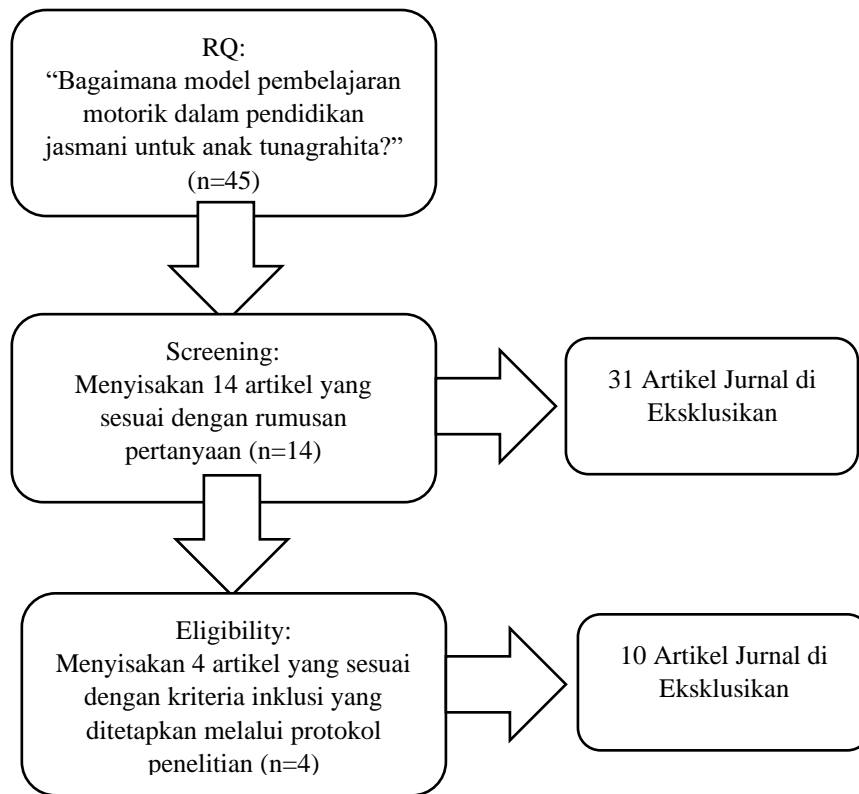 RQ:
“Bagaimana model pembelajaran
motorik dalam pendidikan
jasmani untuk anak tunagrahita?”
(n=45)
Screening:
Menyisakan 14 artikel yang
sesuai dengan rumusan
pertanyaan (n=14)
31 Artikel Jurnal di
Eksklusikan
Eligibility:
Menyisakan 4 artikel yang sesuai
dengan kriteria inklusi yang
ditetapkan melalui protokol
penelitian (n=4)
10 Artikel Jurnal di
Eksklusikan